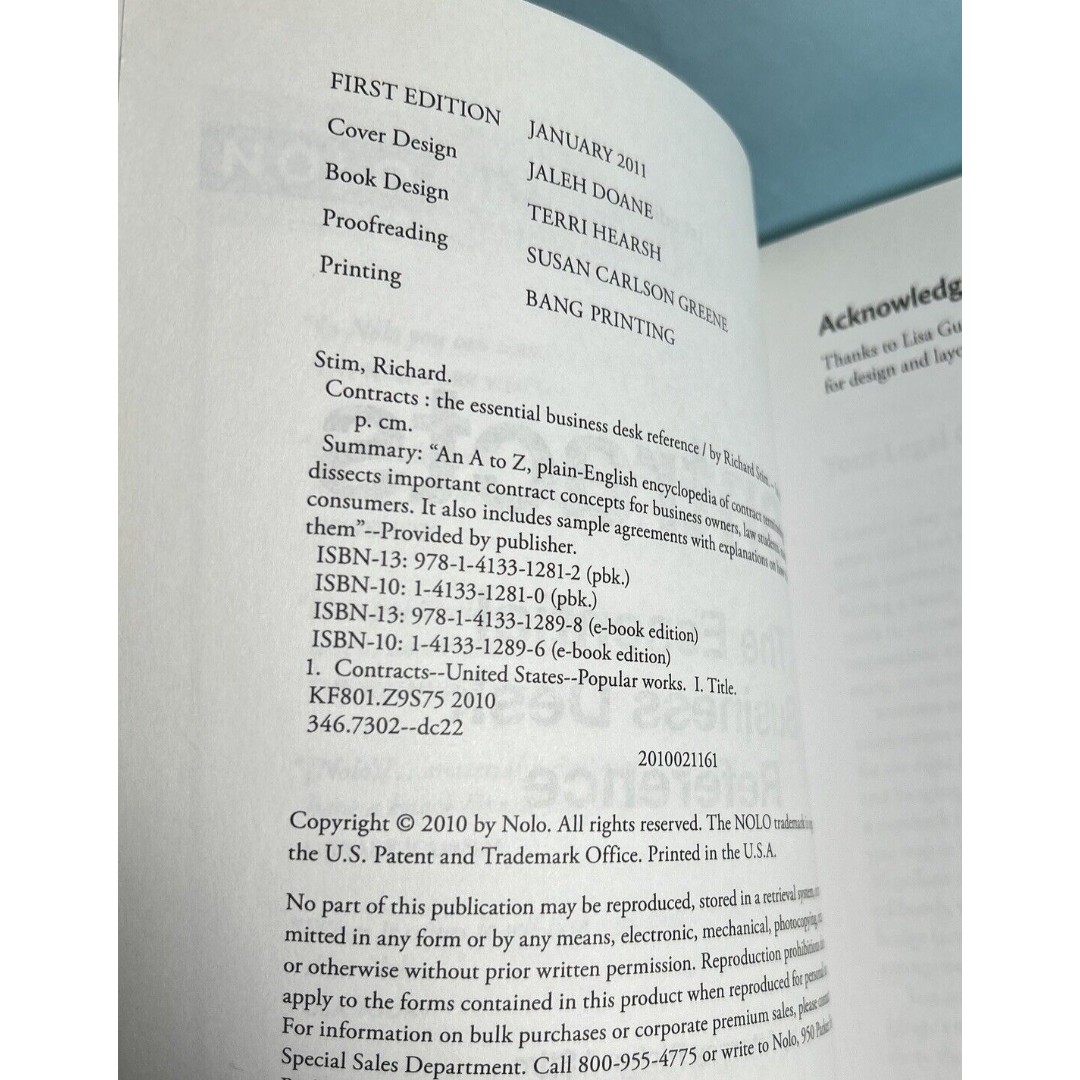 FIRST EDITION JANUARY 2011
Cover Design JALEH DOANE
Book Design TERRI HEARSH
Proofreading SUSAN CARLSON GREENE
Printing BANG PRINTING
Stim, Richard.
Contracts : the essential business desk reference / by Richard Stim. --
p. cm.
Summary: “An A to Z, plain-English encyclopedia of contract
dissects important contract concepts for business owners, law students,
consumers. It also includes sample agreements with explanations on how
them”--Provided by publisher.
ISBN-13: 978-1-4133-1281-2 (pbk.)
ISBN-10: 1-4133-1281-0 (pbk.)
ISBN-13: 978-1-4133-1289-8 (e-book edition)
ISBN-10: 1-4133-1289-6 (e-book edition)
1. Contracts--United States--Popular works. I. Title.
KF801.Z9S75 2010
346.7302--dc22
2010021161
Copyright © 2010 by Nolo. All rights reserved. The NOLO trademark
the U.S. Patent and Trademark Office. Printed in the U.S.A.
No part of this publication may be reproduced, stored in a retrieval system,
mitted in any form or by any means, electronic, mechanical, photocopying,
or otherwise without prior written permission. Reproduction prohibitions
apply to the forms contained in this product when reproduced for personal
For information on bulk purchases or corporate premium sales, please
Special Sales Department. Call 800-955-4775 or write to Nolo, 950
Acknowledg
Thanks to Lisa Gu
for design and layo